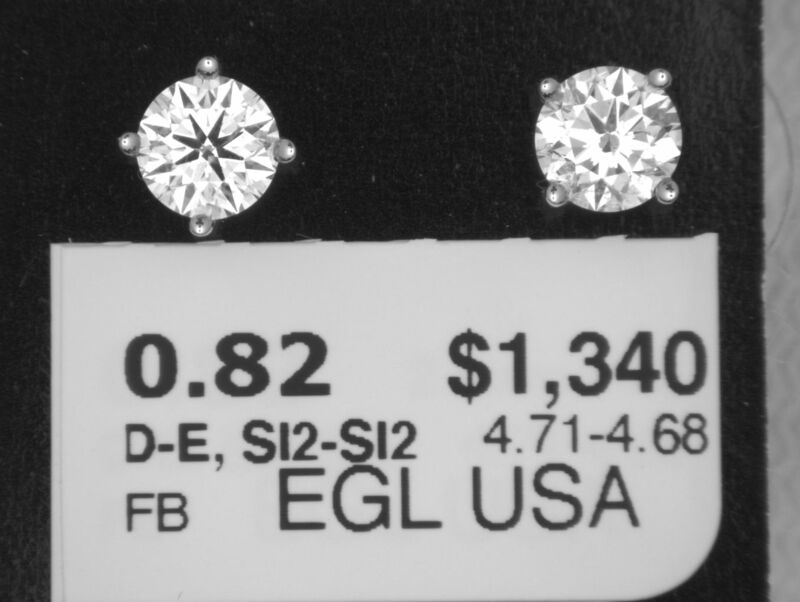 0.82 $1,340
D-E, SI2-SI2 4.71-4.68
FB EGL USA